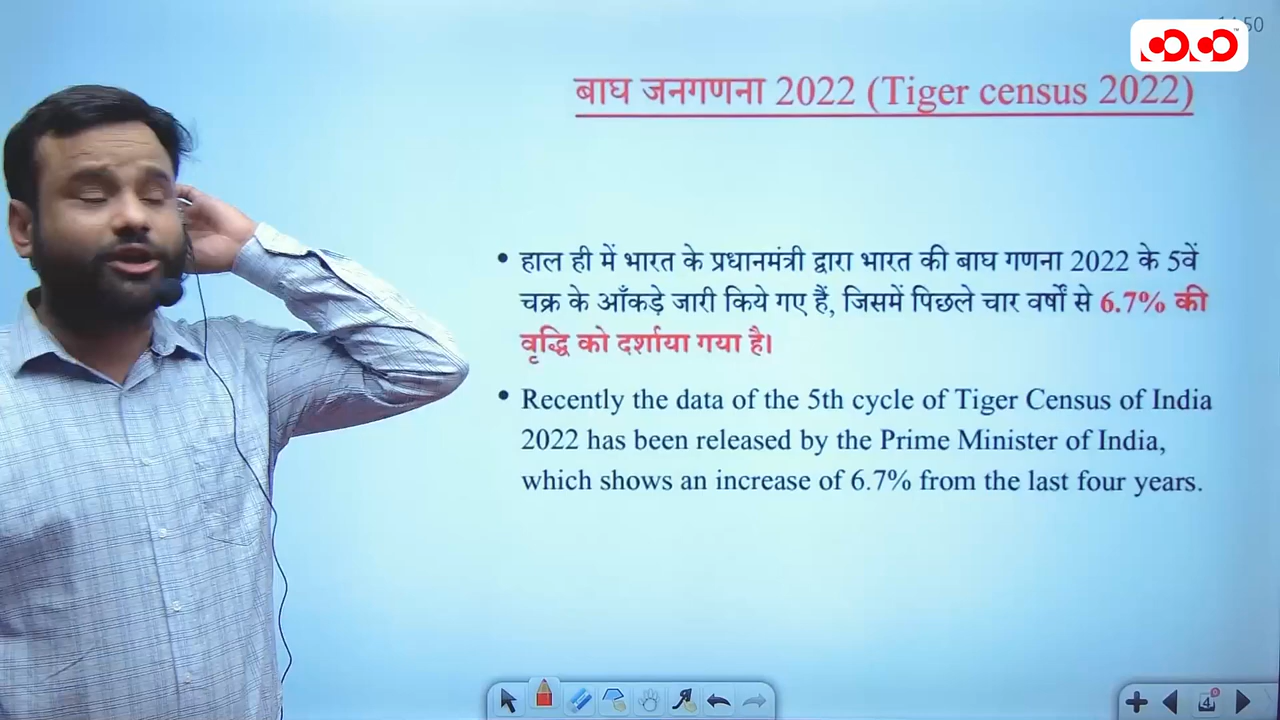 बाघ जनगणना 2022 (Tiger census 2022)
• हाल ही में भारत के प्रधानमंत्री द्वारा भारत की बाघ गणना 2022 के 5वें
चक्र के आँकड़े जारी किये गए हैं, जिसमें पिछले चार वर्षों से 6.7% की
वृद्धि को दर्शाया गया है।
• Recently the data of the 5th cycle of Tiger Census of India
2022 has been released by the Prime Minister of India,
which shows an increase of 6.7% from the last four years.
4